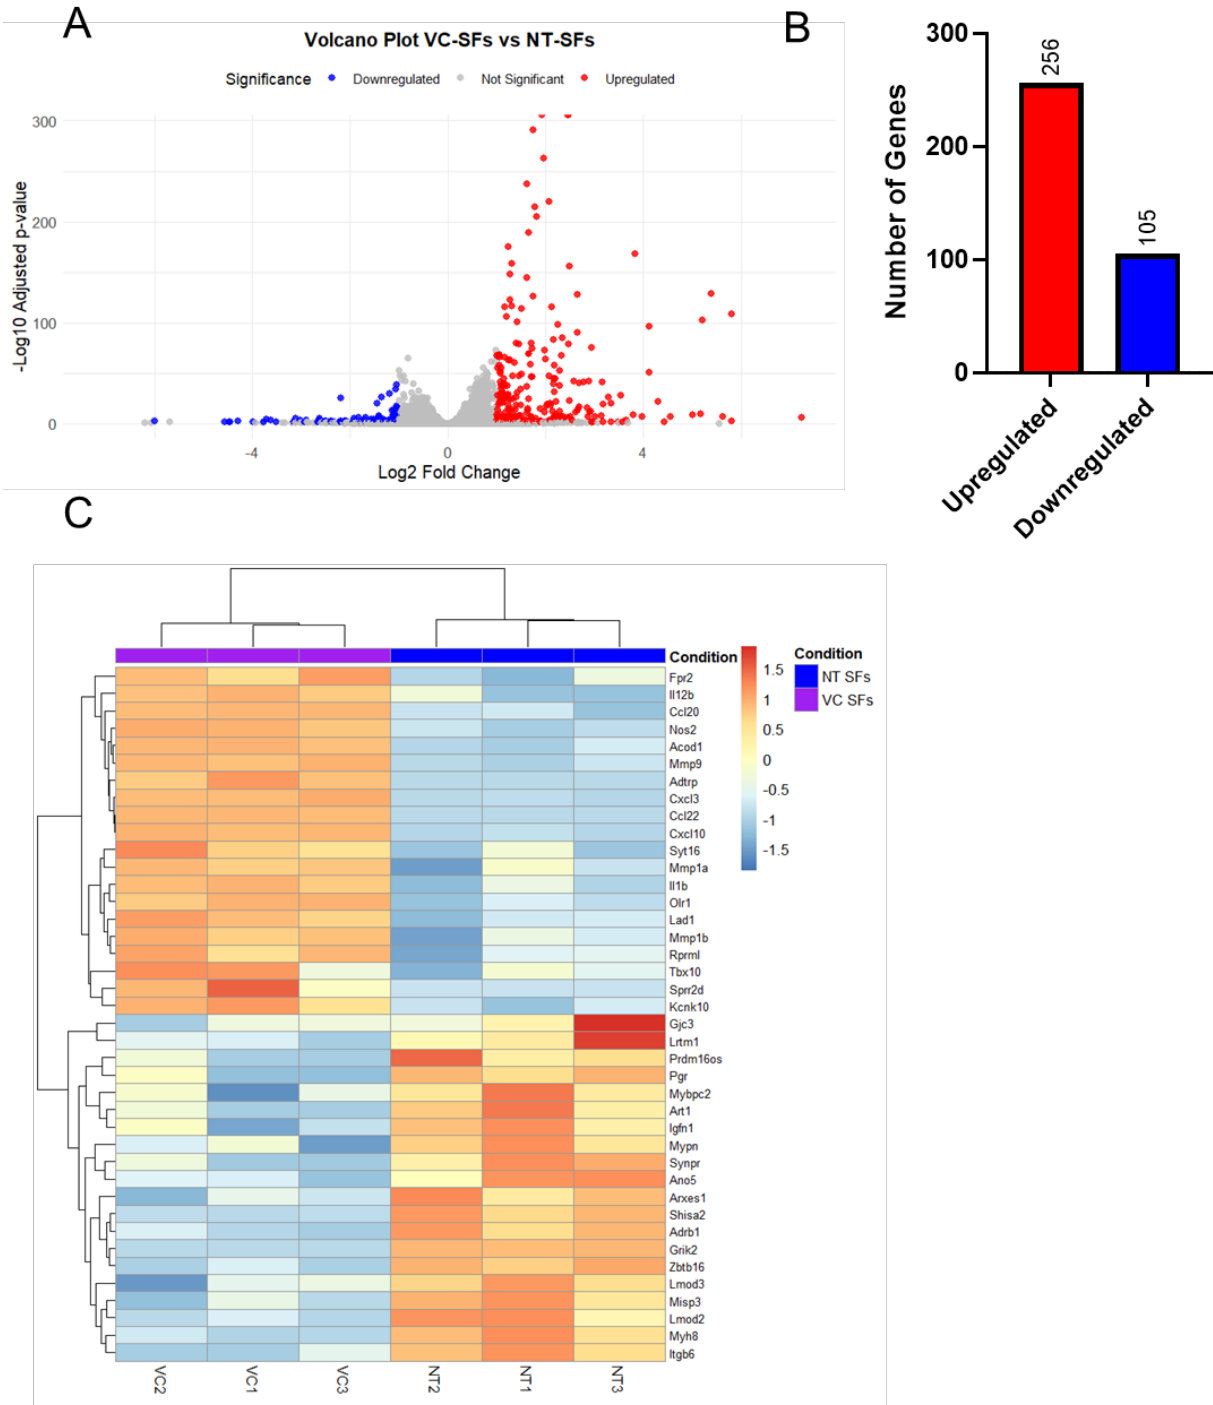 A
Volcano Plot VC-SFs vs NT-SFs
Significance Downregulated Not Significant Upregulated
-Log10 Adjusted p-value
300
200
100
0
-4 0 4
Log2 Fold Change
B
Number of Genes
300
200
100
0
256
105
Upregulated
Downregulated
C
Condition
Fpr2
Il12b
Ccl20
Nos2
Acod1
Mmp9
Adtrp
Cxcl3
Ccl22
Cxcl10
Syt16
Mmp1a
Il1b
Olr1
Lad1
Mmp1b
Rprml
Tbx10
Sprr2d
Kcnk10
Gjc3
Lrtm1
Prdm16os
Pgr
Mybpc2
Art1
Igfn1
Mypn
Synpr
Ano5
Arxes1
Shisa2
Adrb1
Grik2
Zbtb16
Lmod3
Misp3
Lmod2
Myh8
Itgb6
1.5
1
0.5
0
-0.5
-1
-1.5
Condition
NT SFs
VC SFs
VC2 VC1 VC3 NT2 NT1 NT3